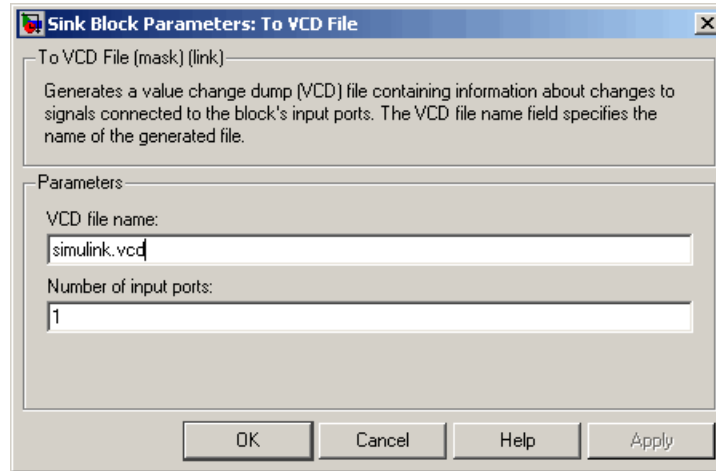 Sink Block Parameters: To VCD File
To VCD File (mask) (link)
Generates a value change dump (VCD) file containing information about changes to
signals connected to the block's input ports. The VCD file name field specifies the
name of the generated file.
Parameters
VCD file name:
simulink.vcd
Number of input ports:
1
OK Cancel Help Apply